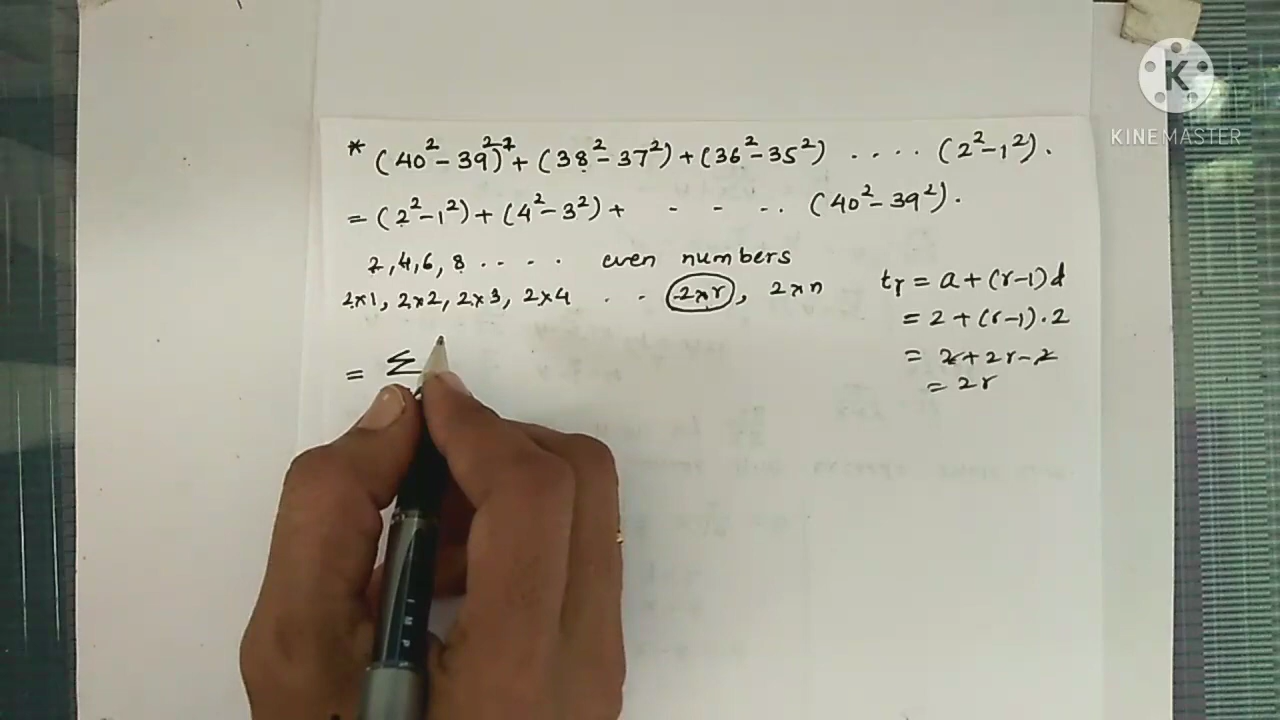 K
KINEMASTER
* (40² - 39²)² + (38² - 37²) + (36² - 35²) .... (2² - 1²).
= (2² - 1²) + (4² - 3²) + - - .. (40² - 39²).
2, 4, 6, 8 ..... even numbers
2×1, 2×2, 2×3, 2×4 .. 2×r, 2×n
= Σ
tr = a + (r-1)d
= 2 + (r-1).2
= 2 + 2r - 2
= 2r